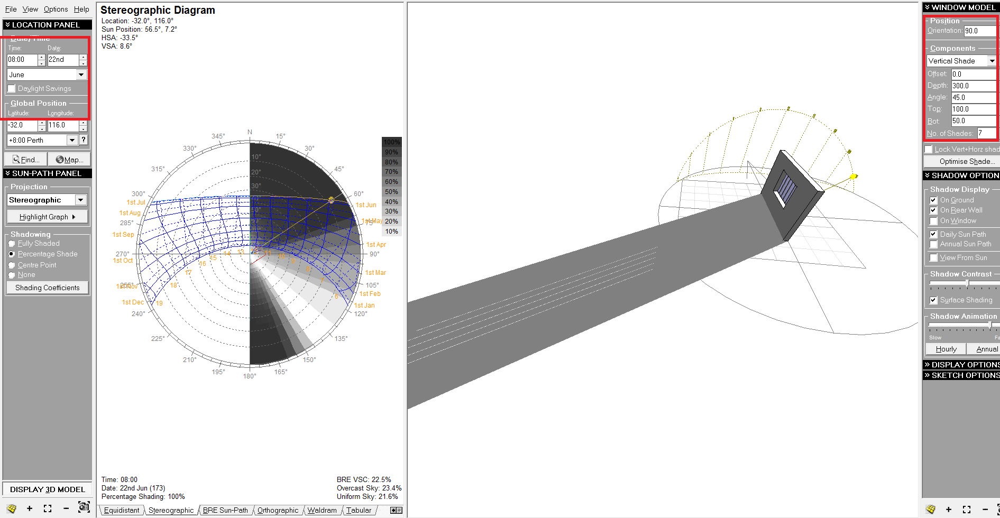 File View Options Help
LOCATION PANEL
Date/Time
Time: Date:
08:00 22nd
June
Daylight Savings
Global Position
Latitude: Longitude:
-32.0 116.0
+8:00 Perth ?
Find... Map...
SUN-PATH PANEL
Projection
Stereographic
Highlight Graph
Shadowing
Fully Shaded
Percentage Shade
Centre Point
None
Shading Coefficients
DISPLAY 3D MODEL
Stereographic Diagram
Location: -32.0°, 116.0°
Sun Position: 56.5°, 7.2°
HSA: -33.5°
VSA: 8.6°
N
345° 15°
330° 30°
315° 45°
300° 60°
285° 75°
270° 90°
255° 105°
240° 120°
225° 135°
210° 150°
195° 165°
180°
10°
20°
30°
1st Jul
1st Aug
1st Sep
1st Oct
1st Nov
1st Dec
1st Jun
1st May
1st Apr
1st Mar
1st Feb
1st Jan
19 18 17 16 15 14 13 11 10 9 8 7 6
100%
90%
80%
70%
60%
50%
40%
30%
20%
10%
Time: 08:00
Date: 22nd Jun (173)
Percentage Shading: 100%
BRE VSC: 22.5%
Overcast Sky: 23.4%
Uniform Sky: 21.6%
Equidistant Stereographic BRE Sun-Path Orthographic Waldram Tabular
WINDOW MODEL
Position
Orientation: 90.0
Components
Vertical Shade
Offset: 0.0
Depth: 300.0
Angle: 45.0
Top: 100.0
Bot: 50.0
No. of Shades: 7
Lock Vert+Horz shad
Optimise Shade...
SHADOW OPTION
Shadow Display
On Ground
On Rear Wall
On Window
Daily Sun Path
Annual Sun Path
View From Sun
Shadow Contrast
Surface Shading
Shadow Animation
Slow Fa
Hourly Annual
DISPLAY OPTIONS
SKETCH OPTIONS